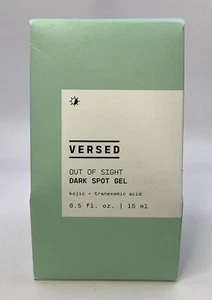 VERSED
OUT OF SIGHT
DARK SPOT GEL
kojic + tranexamic acid
0.5 fl. oz. | 15 ml